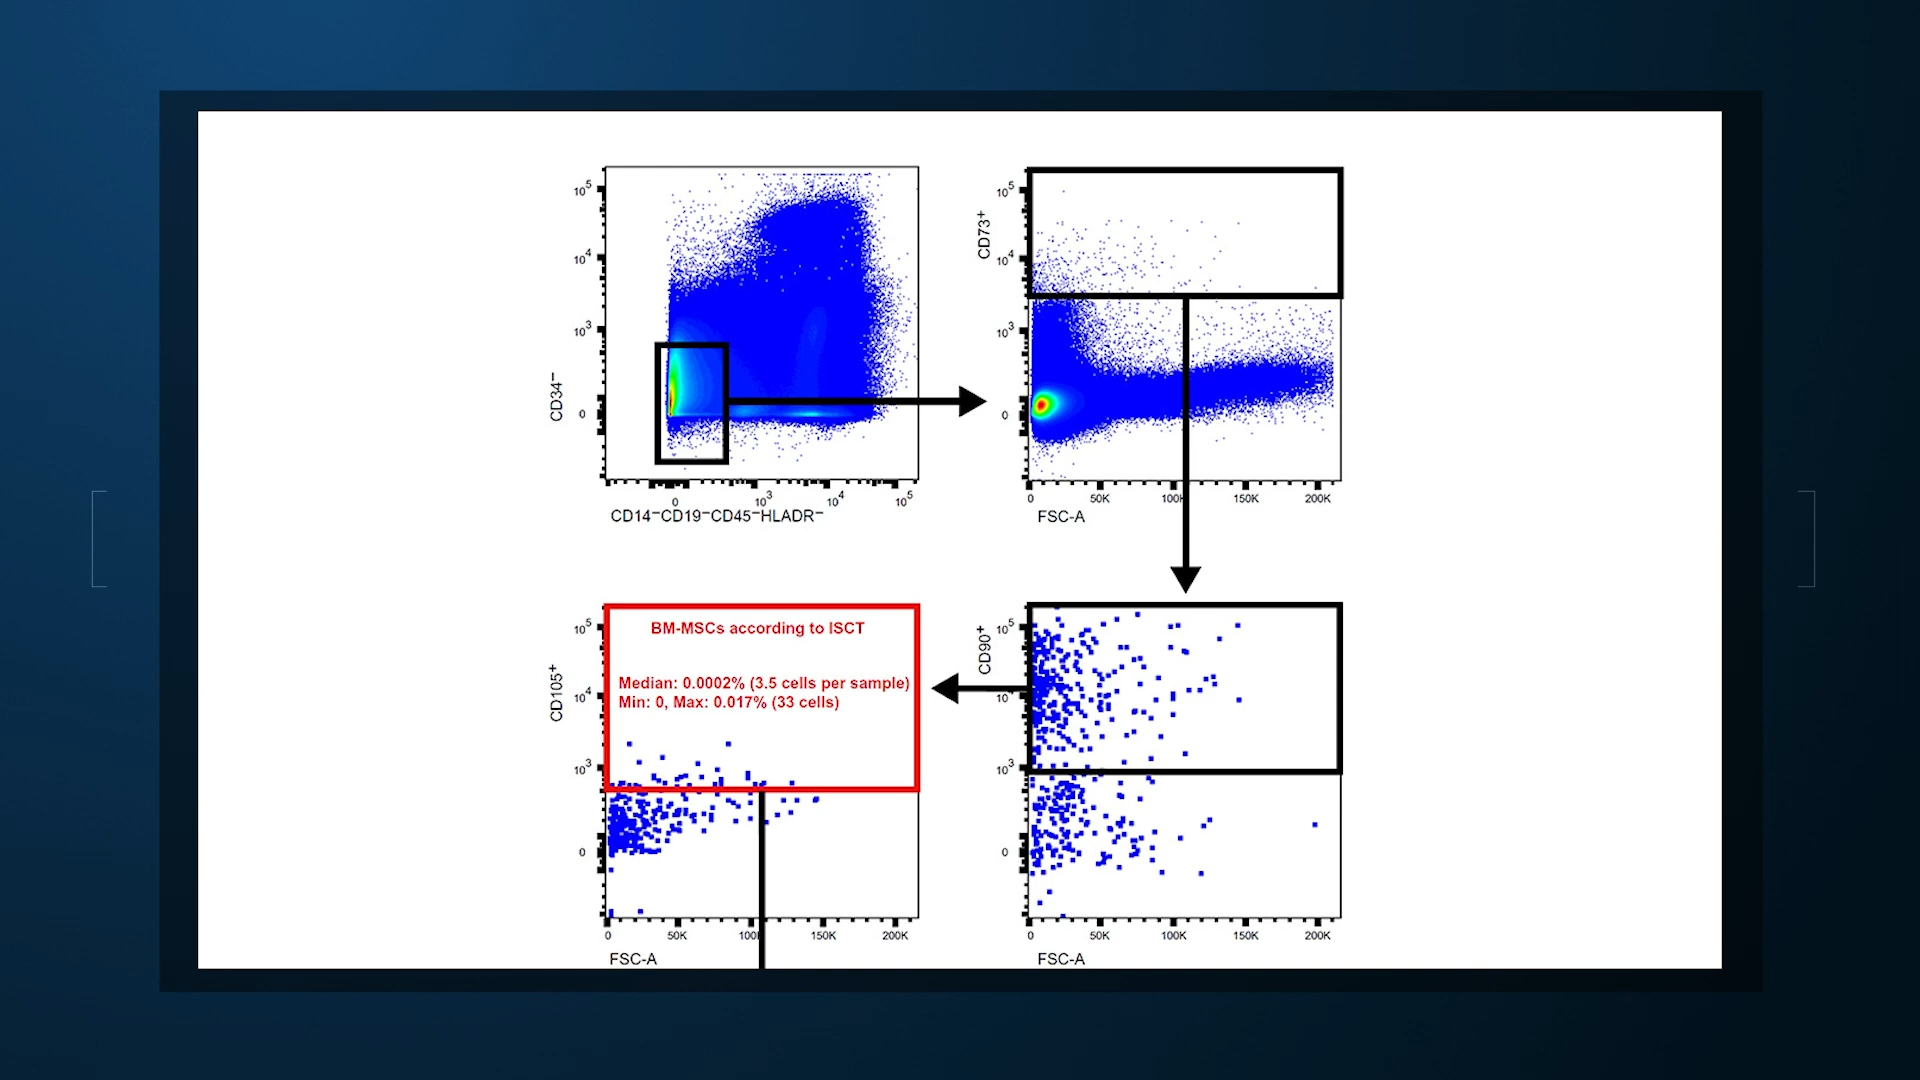 10⁵
10⁴
10³
0
CD34⁻
0 10³ 10⁴ 10⁵
CD14⁻CD19⁻CD45⁻HLADR⁻
10⁵
10⁴
10³
0
CD73⁺
0 50K 100K 150K 200K
FSC-A
10⁵
10⁴
10³
0
CD105⁺
BM-MSCs according to ISCT
Median: 0.0002% (3.5 cells per sample)
Min: 0, Max: 0.017% (33 cells)
0 50K 100K 150K 200K
FSC-A
10⁵
10⁴
10³
0
CD90⁺
0 50K 100K 150K 200K
FSC-A